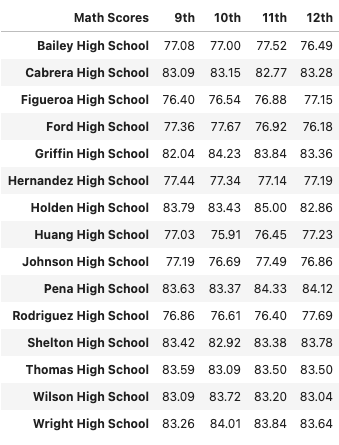 Math Scores 9th 10th 11th 12th
Bailey High School 77.08 77.00 77.52 76.49
Cabrera High School 83.09 83.15 82.77 83.28
Figueroa High School 76.40 76.54 76.88 77.15
Ford High School 77.36 77.67 76.92 76.18
Griffin High School 82.04 84.23 83.84 83.36
Hernandez High School 77.44 77.34 77.14 77.19
Holden High School 83.79 83.43 85.00 82.86
Huang High School 77.03 75.91 76.45 77.23
Johnson High School 77.19 76.69 77.49 76.86
Pena High School 83.63 83.37 84.33 84.12
Rodriguez High School 76.86 76.61 76.40 77.69
Shelton High School 83.42 82.92 83.38 83.78
Thomas High School 83.59 83.09 83.50 83.50
Wilson High School 83.09 83.72 83.20 83.04
Wright High School 83.26 84.01 83.84 83.64